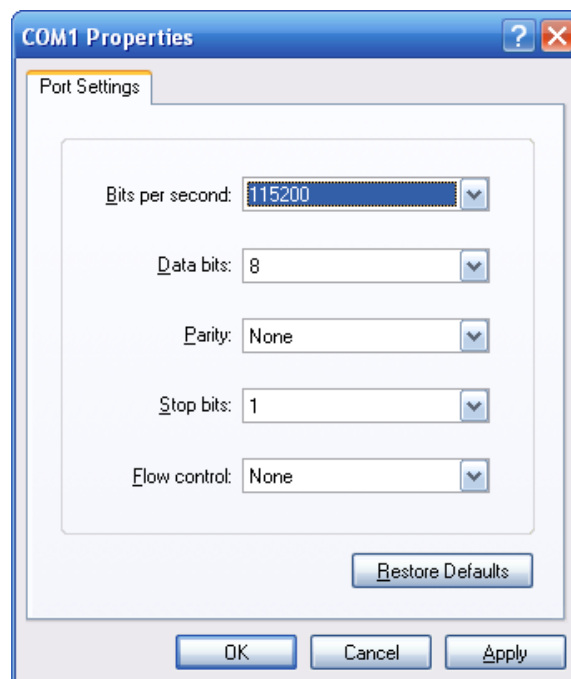 COM1 Properties
?
Port Settings
Bits per second: 115200
Data bits: 8
Parity: None
Stop bits: 1
Flow control: None
Restore Defaults
OK Cancel Apply